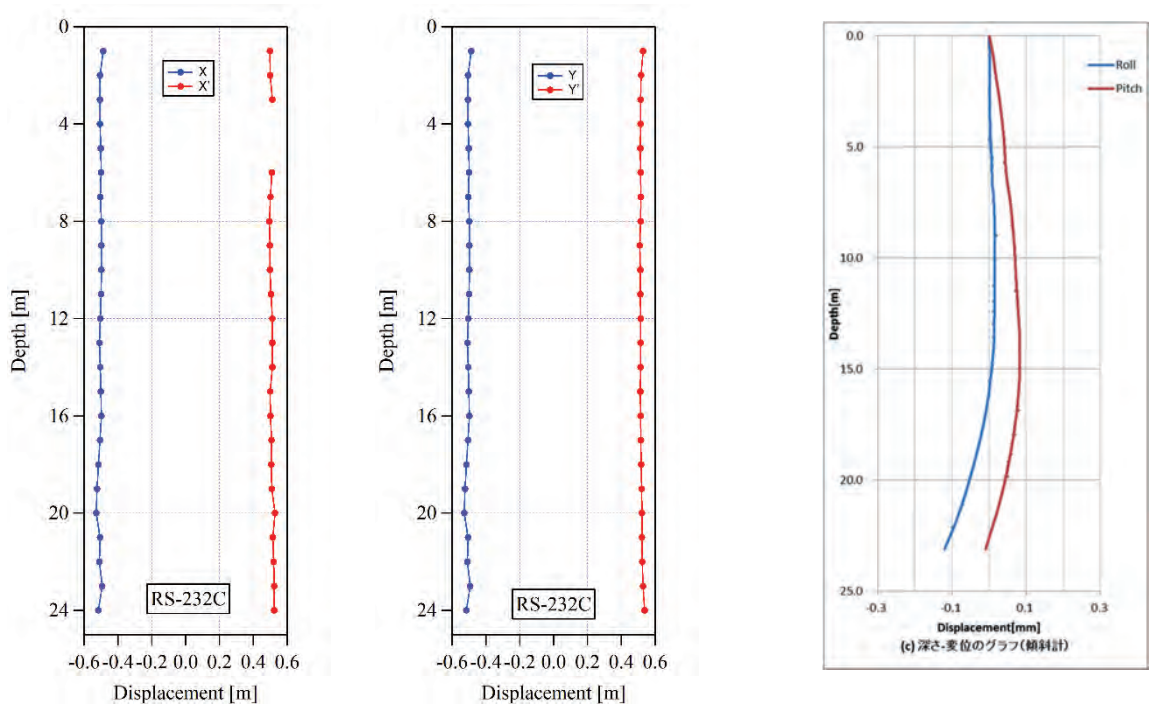 0
4
8
12
16
20
24
Depth [m]
X
X'
RS-232C
-0.6 -0.4 -0.2 0.0 0.2 0.4 0.6
Displacement [m]
0
4
8
12
16
20
24
Depth [m]
Y
Y'
RS-232C
-0.6 -0.4 -0.2 0.0 0.2 0.4 0.6
Displacement [m]
0.0
5.0
10.0
15.0
20.0
25.0
Depth[m]
Roll
Pitch
-0.3 -0.1 0.1 0.3
Displacement[mm]
(c) 深さ-変位のグラフ(傾斜計)